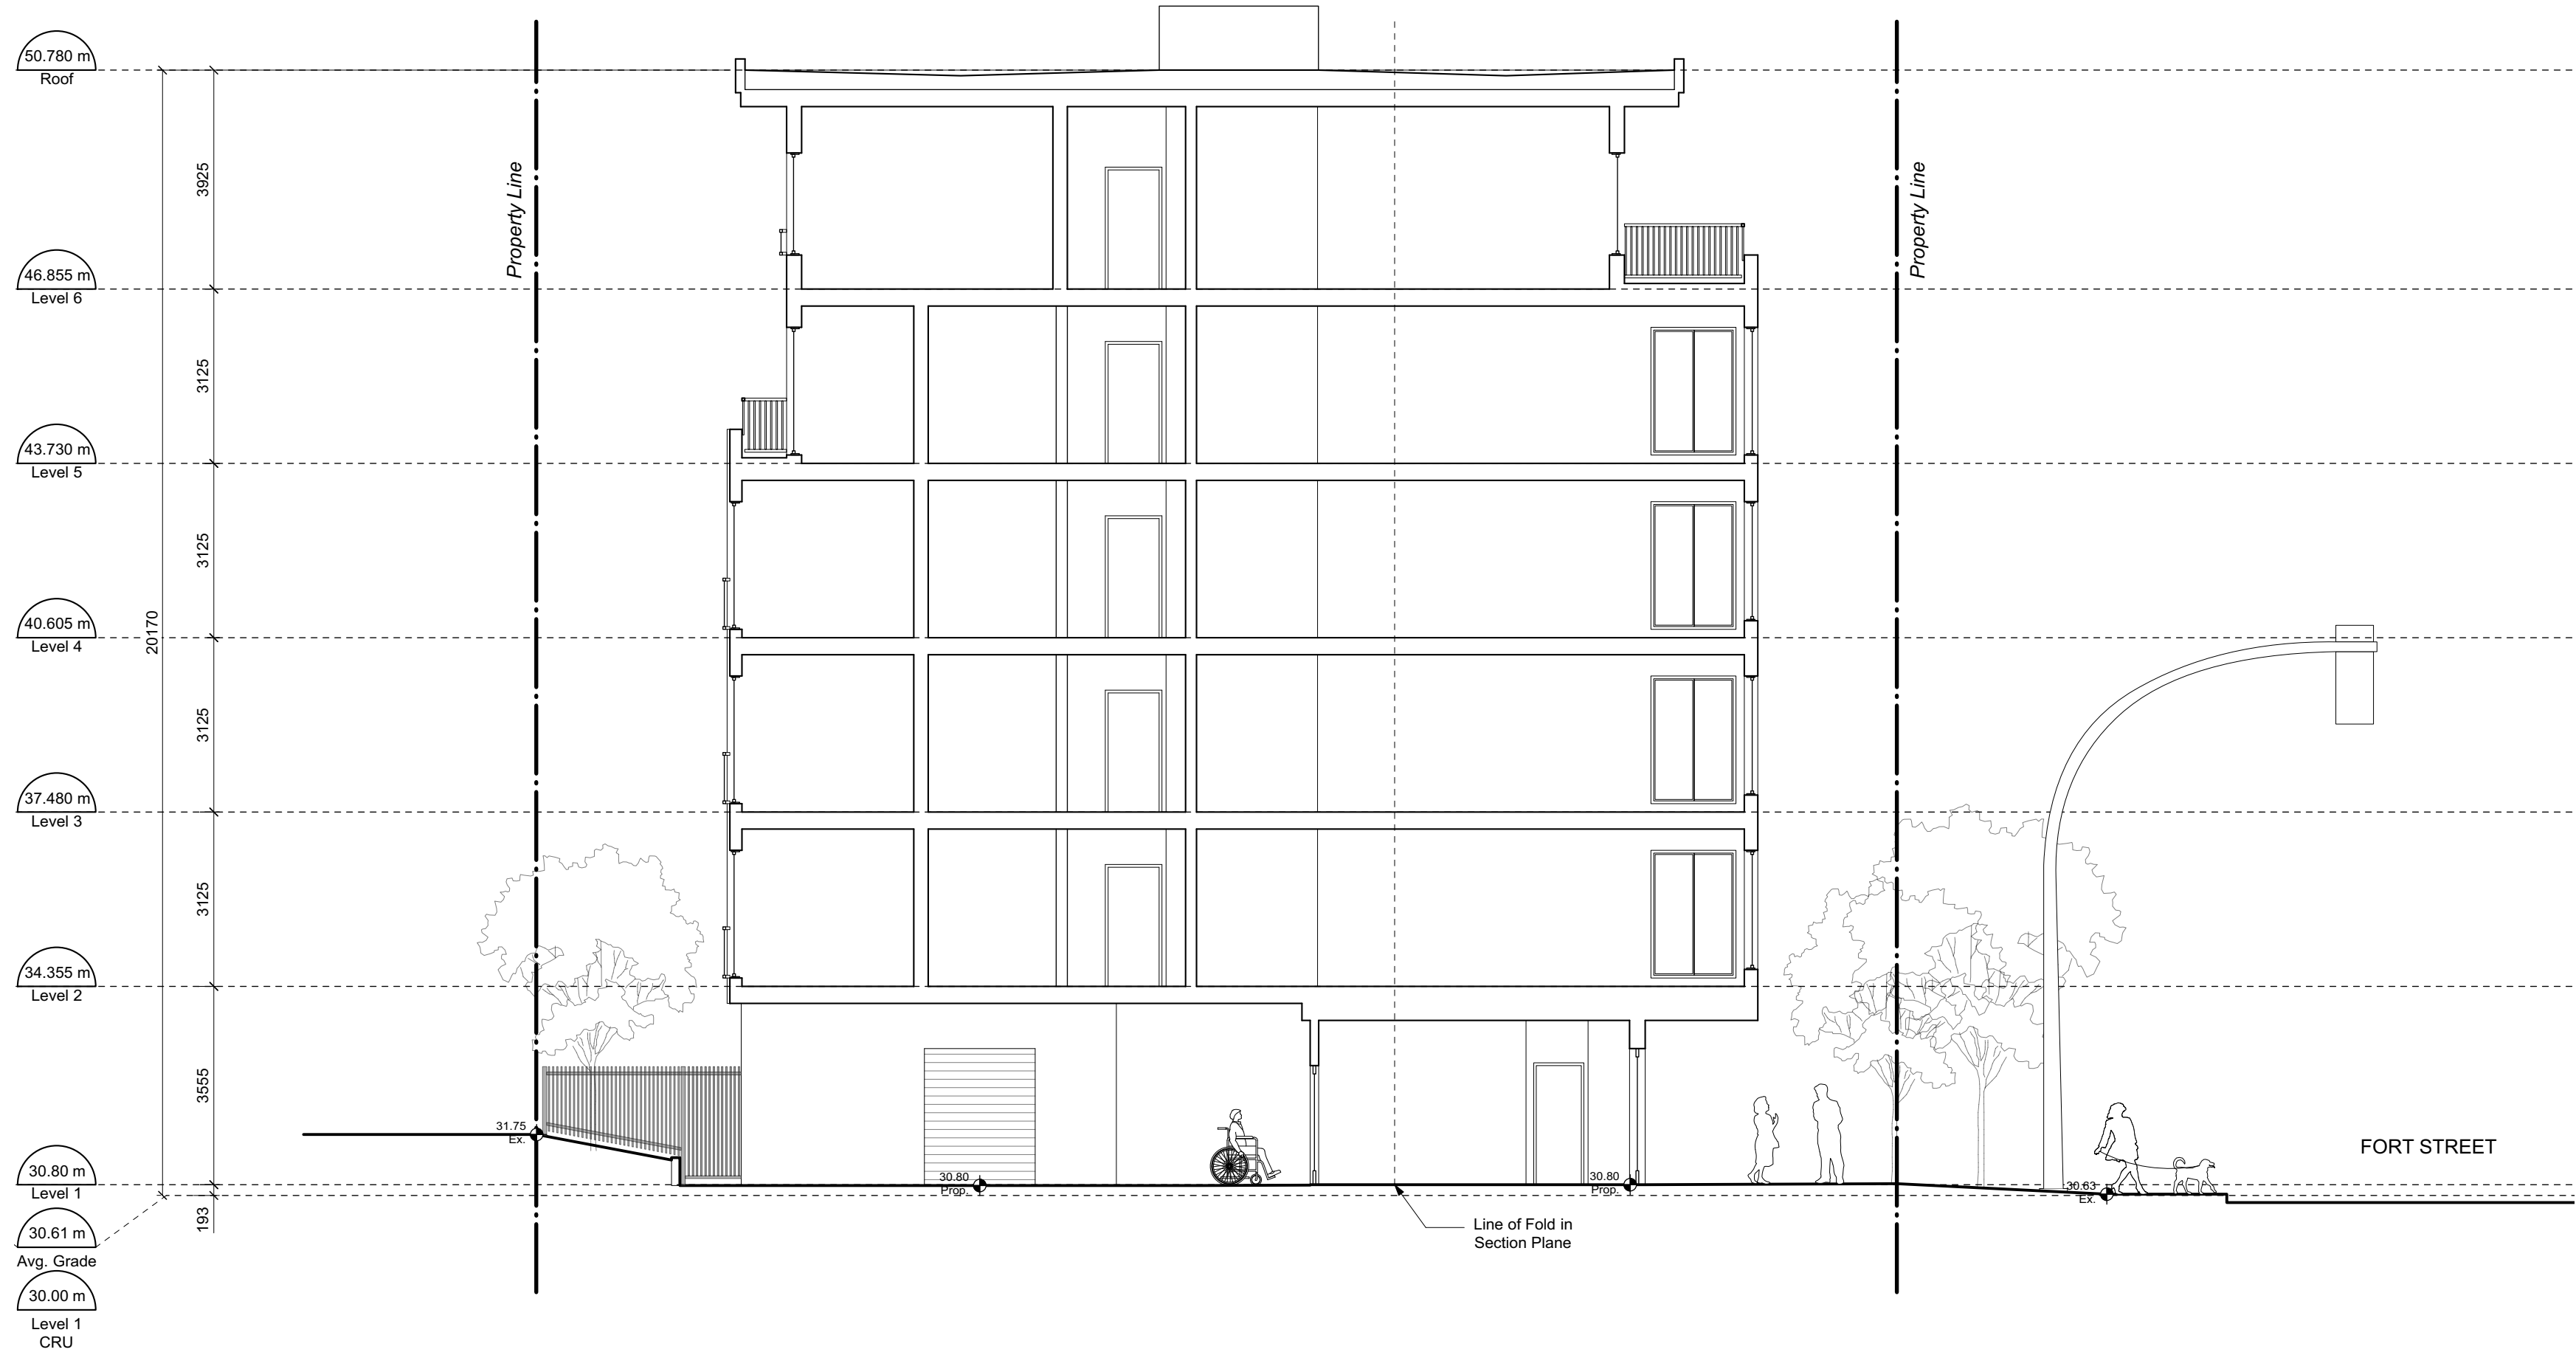 50.780 m
Roof
3925
Property Line
Property Line
46.855 m
Level 6
3125
43.730 m
Level 5
3125
40.605 m
Level 4
20170
3125
37.480 m
Level 3
3125
34.355 m
Level 2
3555
31.75
Ex.
FORT STREET
30.80 m
Level 1
30.80
Prop.
30.80
Prop.
30.63
Ex.
193
30.61 m
Avg. Grade
Line of Fold in
Section Plane
30.00 m
Level 1
CRU